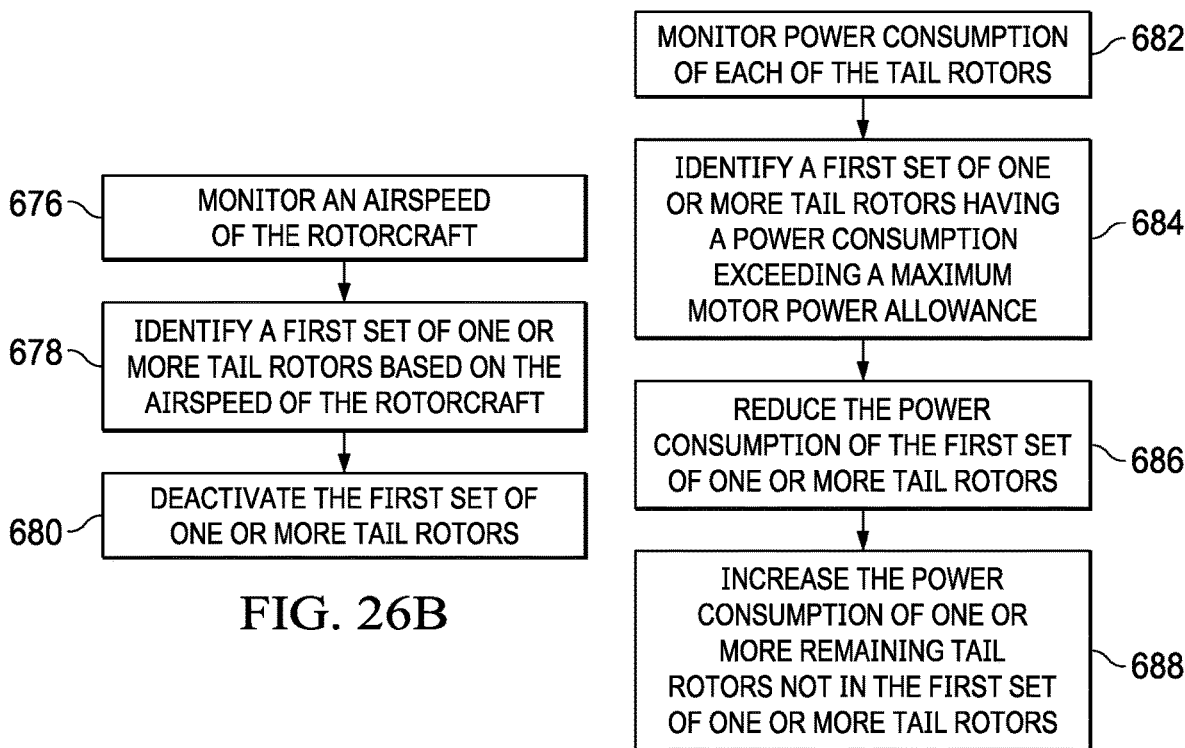 676
MONITOR AN AIRSPEED
OF THE ROTORCRAFT
678
IDENTIFY A FIRST SET OF ONE OR
MORE TAIL ROTORS BASED ON THE
AIRSPEED OF THE ROTORCRAFT
680
DEACTIVATE THE FIRST SET OF
ONE OR MORE TAIL ROTORS
FIG. 26B
MONITOR POWER CONSUMPTION
OF EACH OF THE TAIL ROTORS
682
IDENTIFY A FIRST SET OF ONE
OR MORE TAIL ROTORS HAVING
A POWER CONSUMPTION
EXCEEDING A MAXIMUM
MOTOR POWER ALLOWANCE
684
REDUCE THE POWER
CONSUMPTION OF THE FIRST SET
OF ONE OR MORE TAIL ROTORS
686
INCREASE THE POWER
CONSUMPTION OF ONE OR
MORE REMAINING TAIL
ROTORS NOT IN THE FIRST SET
OF ONE OR MORE TAIL ROTORS
688